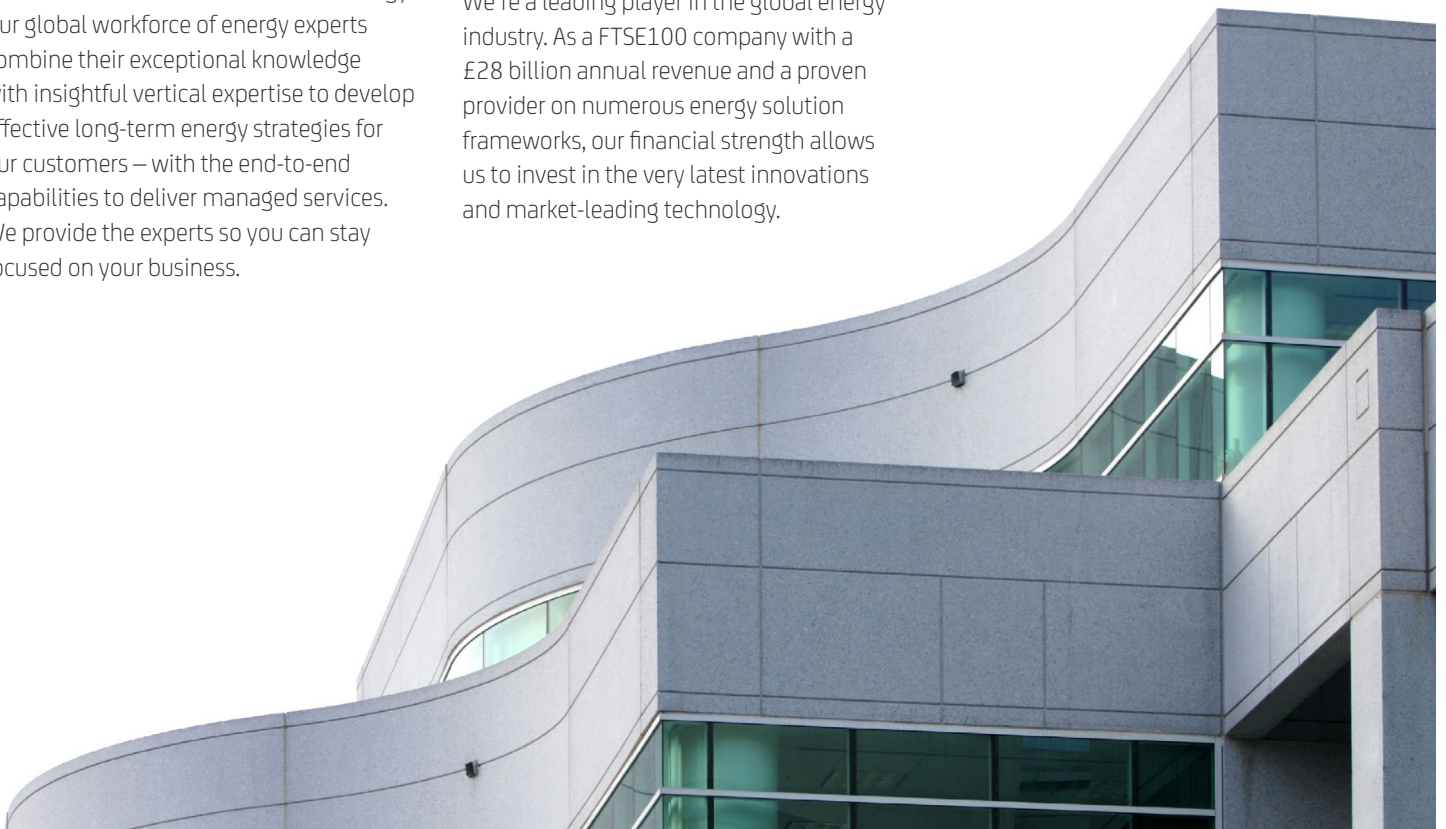 ur global workforce of energy experts
ombine their exceptional knowledge
ith insightful vertical expertise to develop
ffective long-term energy strategies for
ur customers – with the end-to-end
apabilities to deliver managed services.
We provide the experts so you can stay
ocused on your business.
We're a leading player in the global energy
industry. As a FTSE100 company with a
£28 billion annual revenue and a proven
provider on numerous energy solution
frameworks, our financial strength allows
us to invest in the very latest innovations
and market-leading technology.